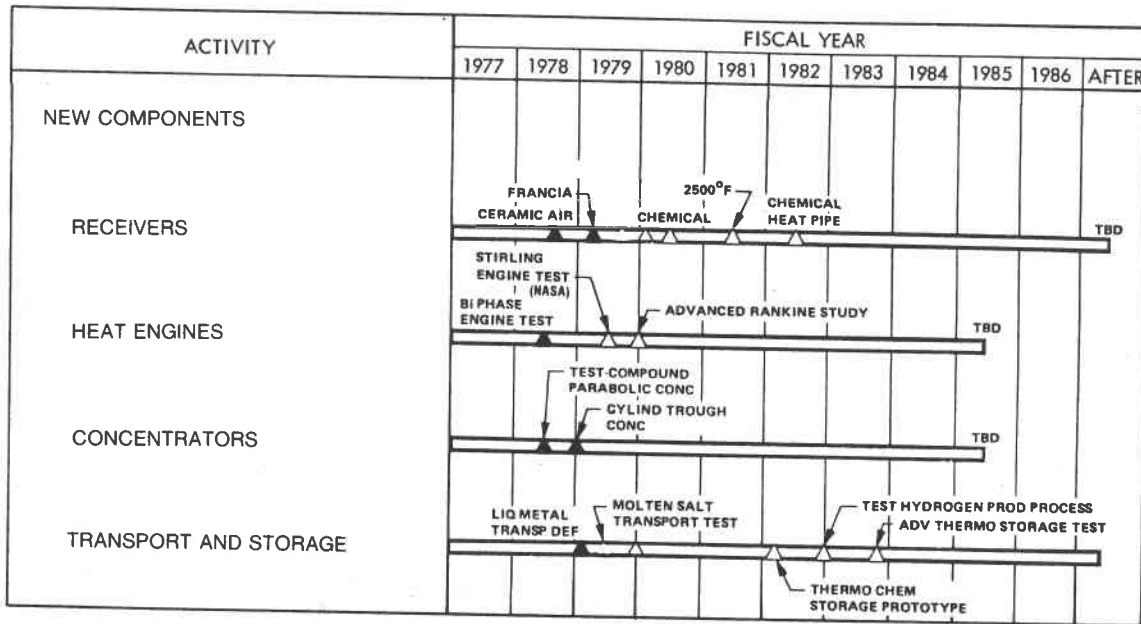 ACTIVITY
FISCAL YEAR
1977 1978 1979 1980 1981 1982 1983 1984 1985 1986 AFTER
NEW COMPONENTS
RECEIVERS
CERAMIC AIR
FRANCIA
CHEMICAL
2500°F
CHEMICAL
HEAT PIPE
TBD
HEAT ENGINES
BI PHASE
ENGINE TEST
STIRLING
ENGINE TEST
(NASA)
ADVANCED RANKINE STUDY
TBD
CONCENTRATORS
TEST-COMPOUND
PARABOLIC CONC
CYLIND TROUGH
CONC
TBD
TRANSPORT AND STORAGE
LIQ METAL
TRANSP DEF
MOLTEN SALT
TRANSPORT TEST
THERMO CHEM
STORAGE PROTOTYPE
TEST HYDROGEN PROD PROCESS
ADV THERMO STORAGE TEST